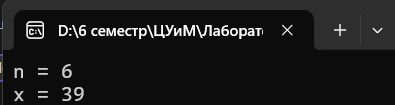 D:\6 семестр\ЦУиМ\Лаборат
n = 6
x = 39